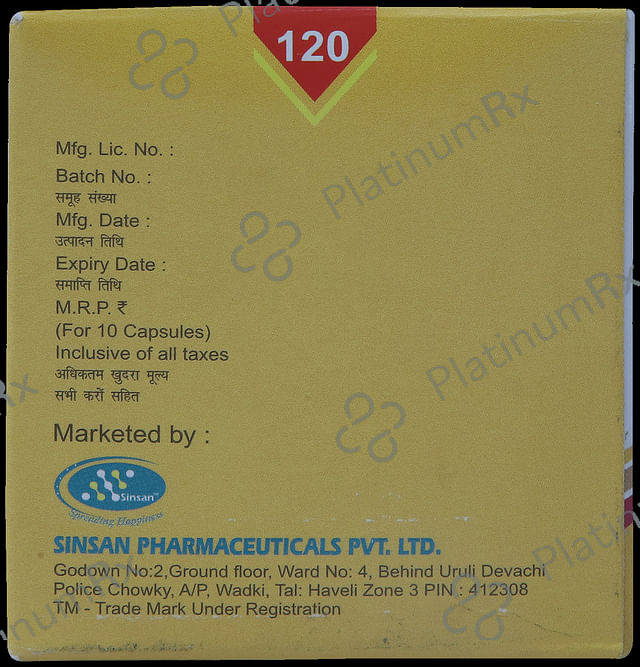 120
Mfg. Lic. No. :
Batch No. :
समूह संख्या
Mfg. Date :
उत्पादन तिथि
Expiry Date :
समाप्ति तिथि
M.R.P. ₹
(For 10 Capsules)
Inclusive of all taxes
अधिकतम खुदरा मूल्य
सभी करों सहित
Marketed by :
Sinsan™
Spreading Happiness
SINSAN PHARMACEUTICALS PVT. LTD.
Godown No:2,Ground floor, Ward No: 4, Behind Uruli Devachi
Police Chowky, A/P, Wadki, Tal: Haveli Zone 3 PIN : 412308
TM - Trade Mark Under Registration
PlatinumRx
PlatinumRx